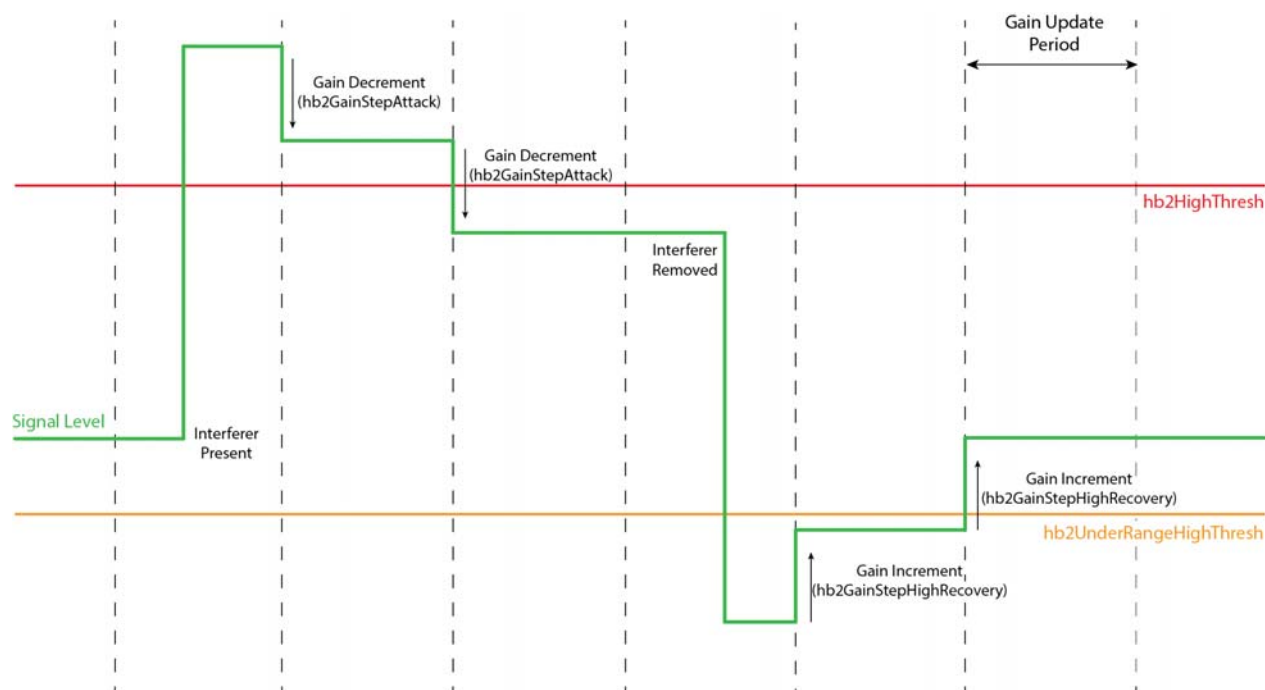 Gain Update
Period
Gain Decrement
(hb2GainStepAttack)
Gain Decrement
(hb2GainStepAttack)
hb2HighThresh
Interferer
Removed
Signal Level
Interferer
Present
Gain Increment
(hb2GainStepHighRecovery)
hb2UnderRangeHighThresh
Gain Increment
(hb2GainStepHighRecovery)